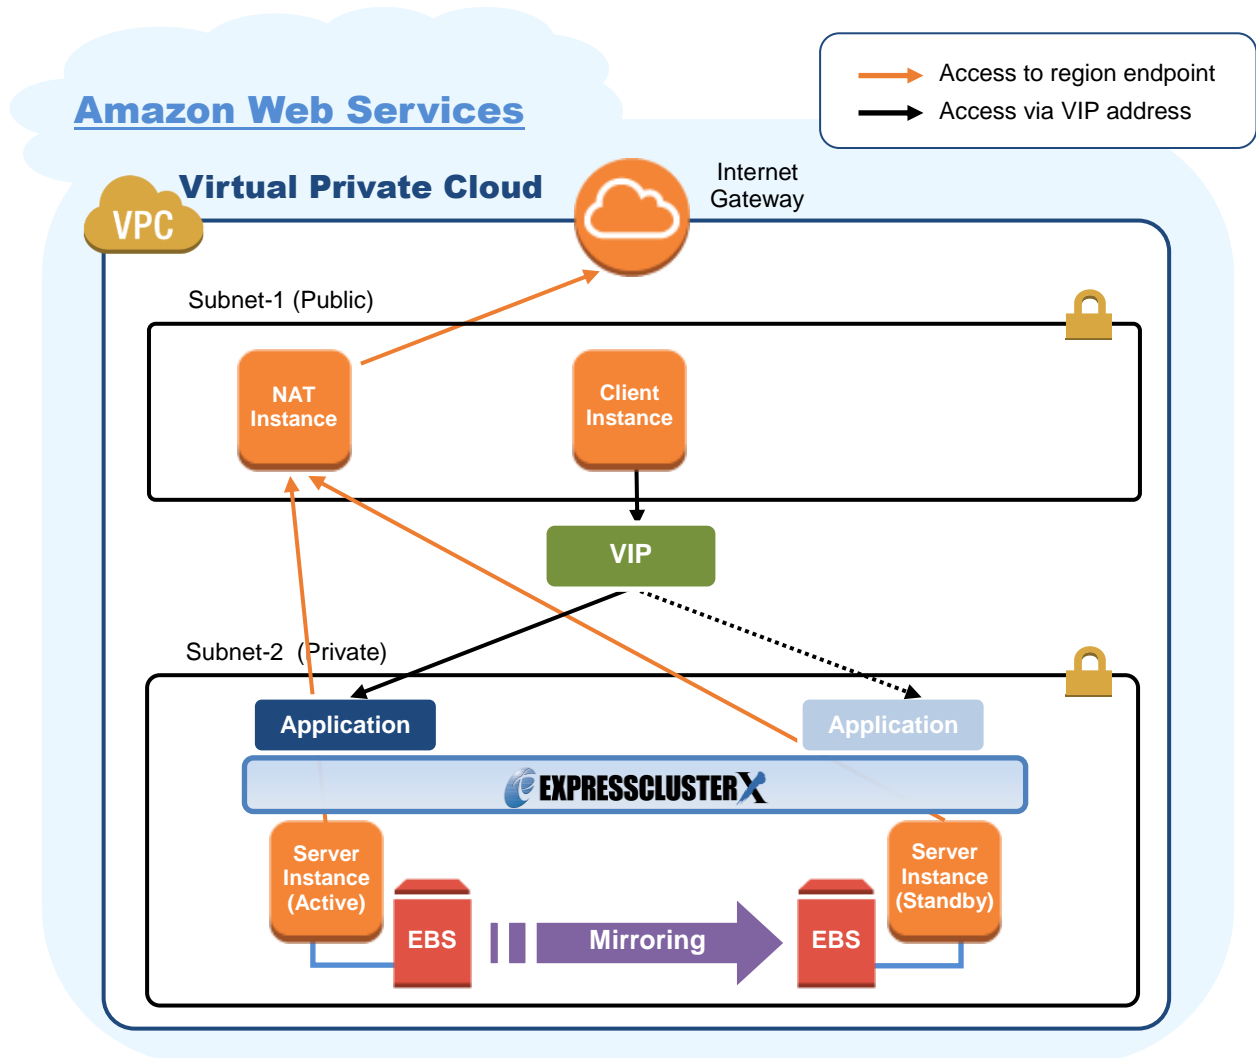 Access to region endpoint
Access via VIP address
Amazon Web Services
Virtual Private Cloud
VPC
Internet
Gateway
Subnet-1 (Public)
NAT
Instance
Client
Instance
VIP
Subnet-2  (Private)
Application
Application
EXPRESSCLUSTER X
Server
Instance
(Active)
Server
Instance
(Standby)
EBS
Mirroring
EBS